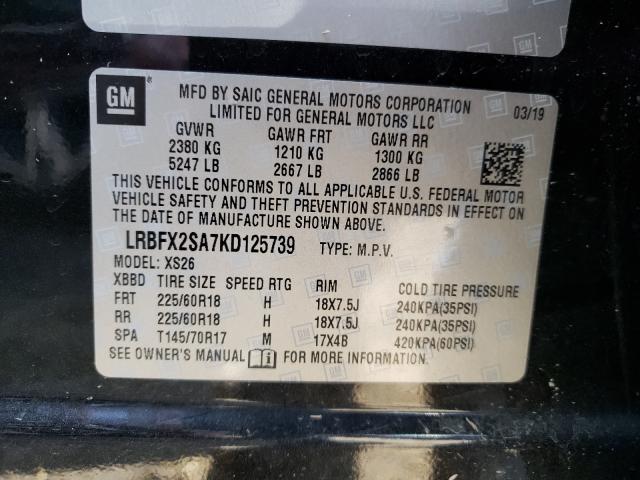 GM
MFD BY SAIC GENERAL MOTORS CORPORATION
LIMITED FOR GENERAL MOTORS LLC
03/19
GVWR GAWR FRT GAWR RR
2380 KG 1210 KG 1300 KG
5247 LB 2667 LB 2866 LB
THIS VEHICLE CONFORMS TO ALL APPLICABLE U.S. FEDERAL MOTOR
VEHICLE SAFETY AND THEFT PREVENTION STANDARDS IN EFFECT ON
THE DATE OF MANUFACTURE SHOWN ABOVE.
LRBFX2SA7KD125739 TYPE: M.P.V.
MODEL: XS26
XBBD TIRE SIZE SPEED RTG RIM COLD TIRE PRESSURE
FRT 225/60R18 H 18X7.5J 240KPA(35PSI)
RR 225/60R18 H 18X7.5J 240KPA(35PSI)
SPA T145/70R17 M 17X4B 420KPA(60PSI)
SEE OWNER'S MANUAL FOR MORE INFORMATION.